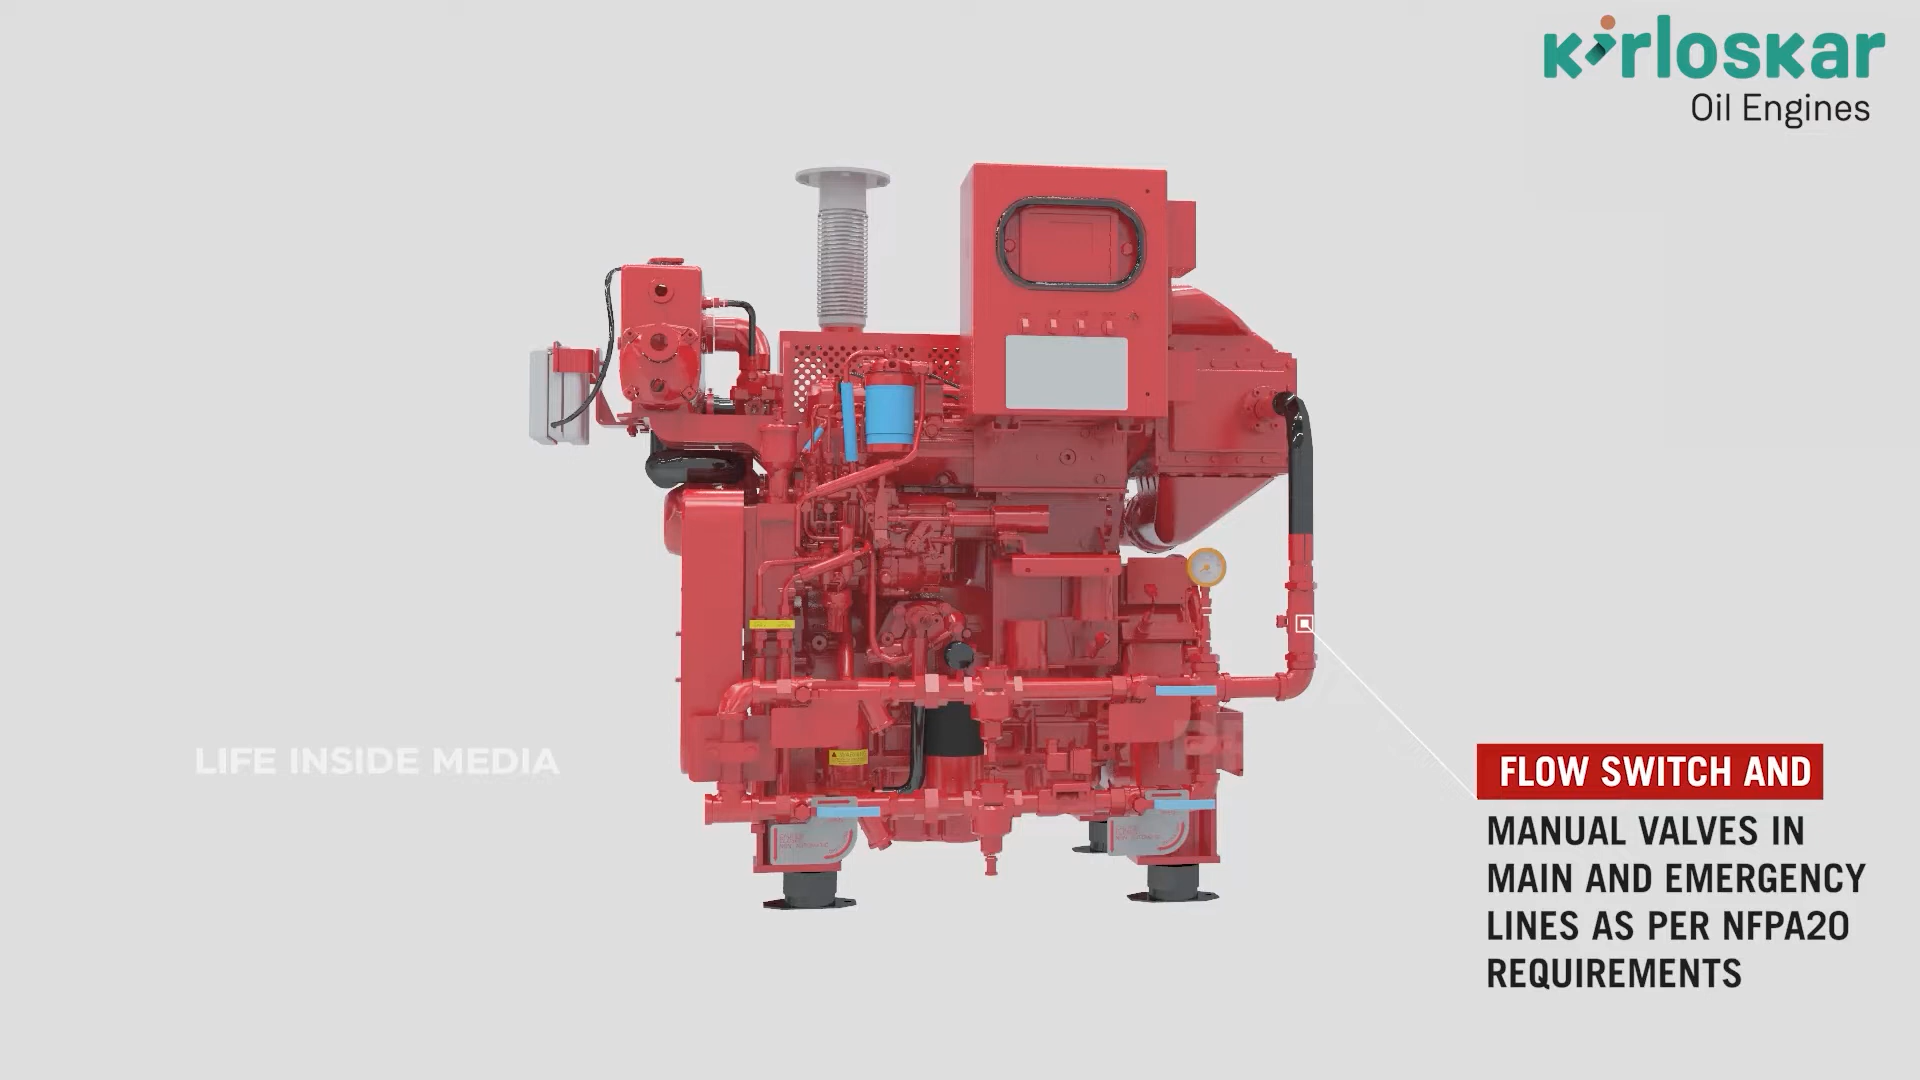 Kirloskar
Oil Engines
LIFE INSIDE MEDIA
FLOW SWITCH AND
MANUAL VALVES IN
MAIN AND EMERGENCY
LINES AS PER NFPA20
REQUIREMENTS